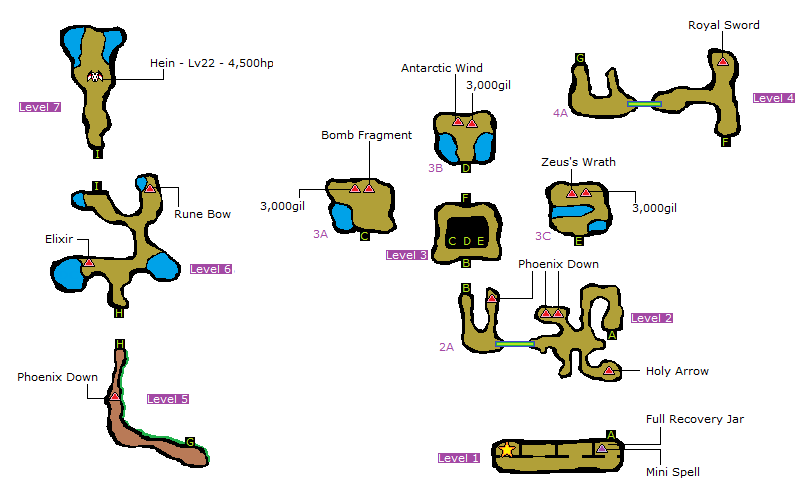 Royal Sword
Hein - Lv22 - 4,500hp
Antarctic Wind
3,000gil
G
Level 7
4A
Level 4
Bomb Fragment
I
F
3B
D
Zeus's Wrath
I
3,000gil
Rune Bow
3A
C
F
3C
3,000gil
E
Elixir
C D E
Level 3
B
Level 6
Phoenix Down
B
H
Level 2
A
2A
H
Phoenix Down
Holy Arrow
Level 5
Full Recovery Jar
G
A
Level 1
Mini Spell